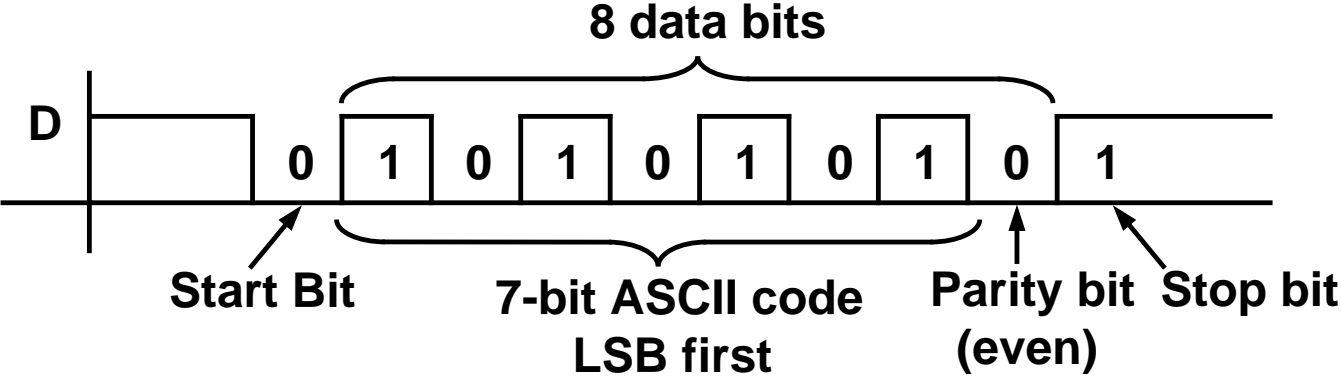 8 data bits
D
0 1 0 1 0 1 0 1 0 1
Start Bit
7-bit ASCII code
LSB first
Parity bit
(even)
Stop bit